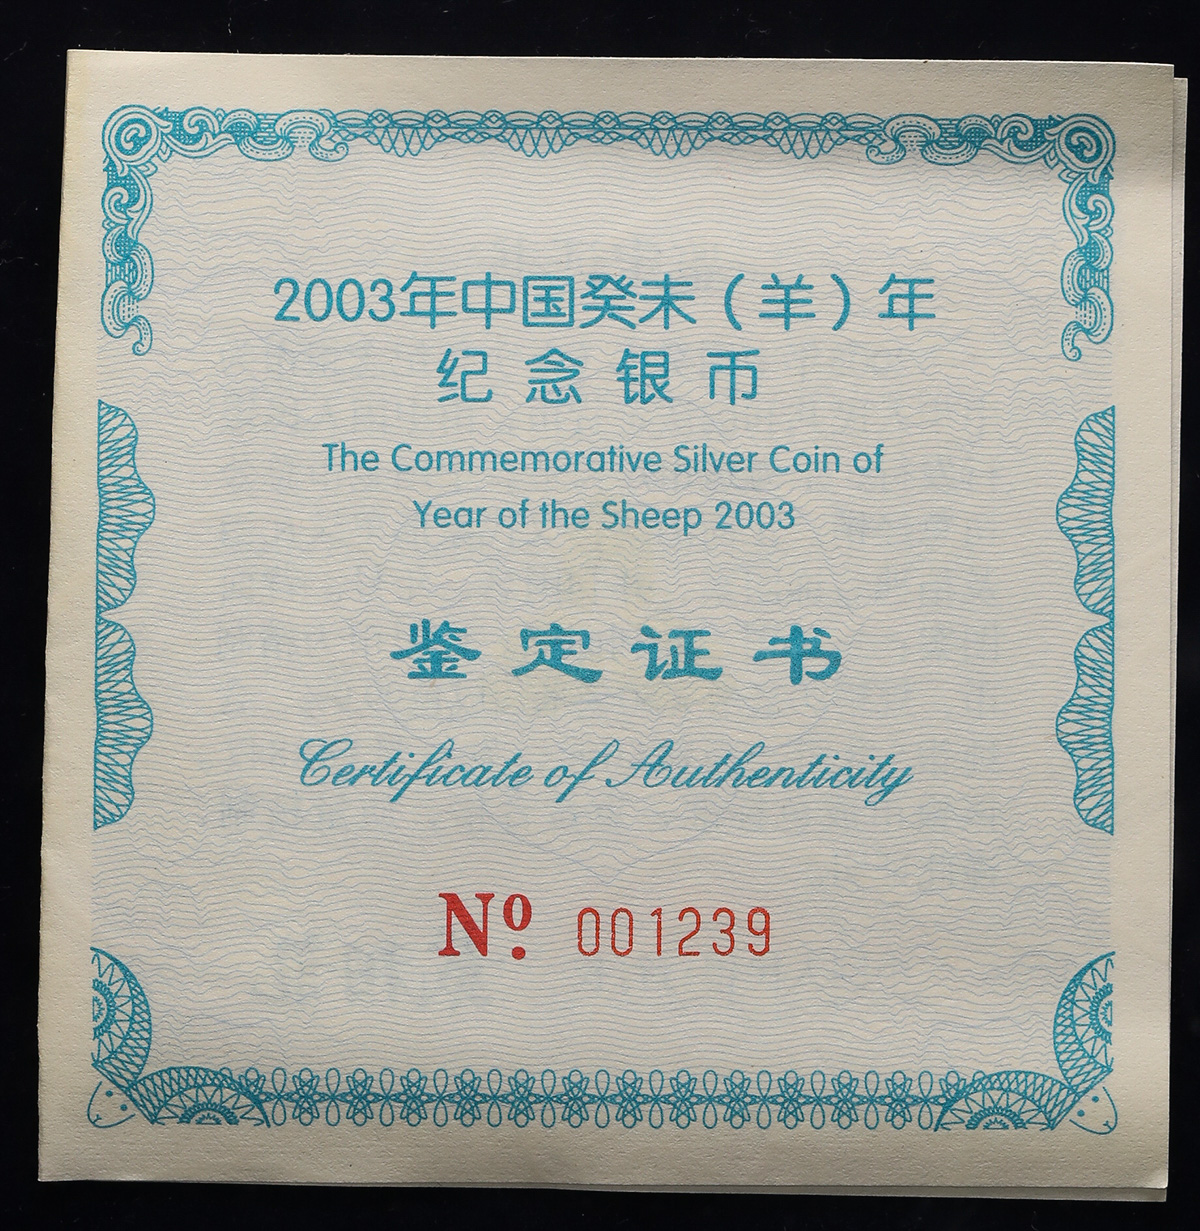 2003年中国癸未（羊）年
纪念银币
The Commemorative Silver Coin of
Year of the Sheep 2003
鉴定证书
Certificate of Authenticity
Nº. 001239